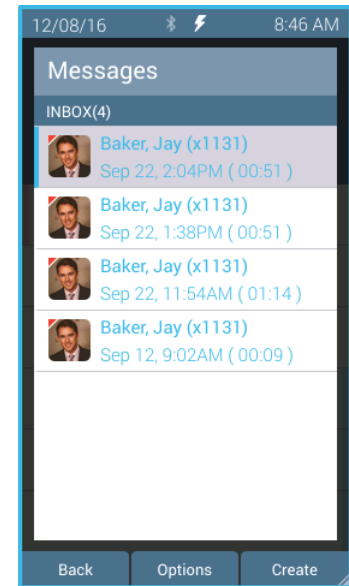 12/08/16 8:46 AM
Messages
INBOX(4)
Baker, Jay (x1131)
Sep 22, 2:04PM ( 00:51 )
Baker, Jay (x1131)
Sep 22, 1:38PM ( 00:51 )
Baker, Jay (x1131)
Sep 22, 11:54AM ( 01:14 )
Baker, Jay (x1131)
Sep 12, 9:02AM ( 00:09 )
Back Options Create